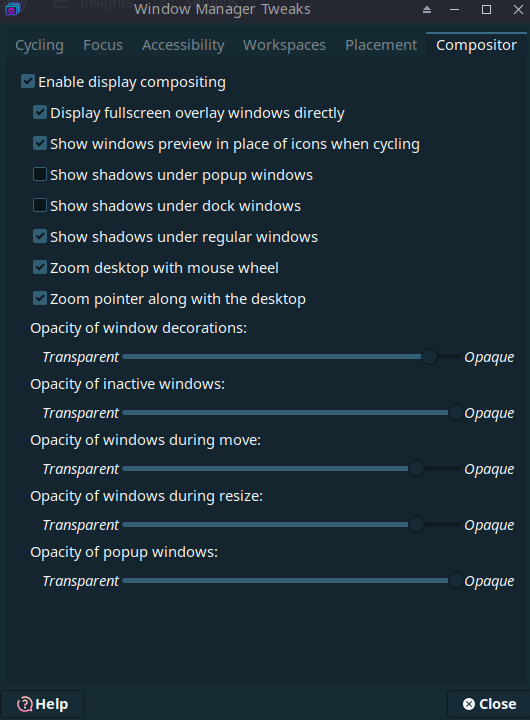 Window Manager Tweaks
Cycling Focus Accessibility Workspaces Placement Compositor
Enable display compositing
Display fullscreen overlay windows directly
Show windows preview in place of icons when cycling
Show shadows under popup windows
Show shadows under dock windows
Show shadows under regular windows
Zoom desktop with mouse wheel
Zoom pointer along with the desktop
Opacity of window decorations:
Transparent Opaque
Opacity of inactive windows:
Transparent Opaque
Opacity of windows during move:
Transparent Opaque
Opacity of windows during resize:
Transparent Opaque
Opacity of popup windows:
Transparent Opaque
Help Close